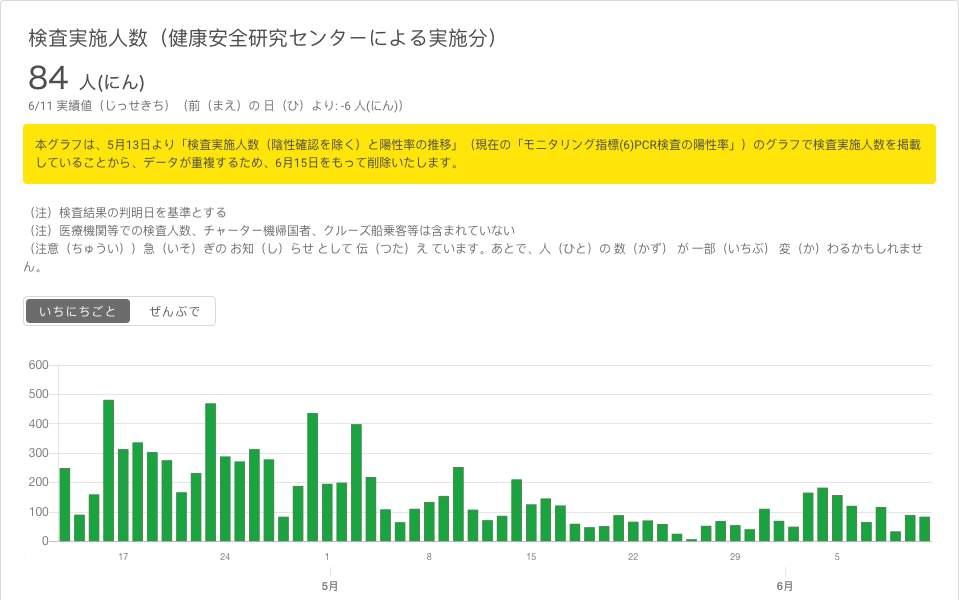 検査実施人数（健康安全研究センターによる実施分）
84 人(にん)
6/11 実績値（じっせきち）（前（まえ）の 日（ひ）より: -6 人(にん)）
本グラフは、5月13日より「検査実施人数（陰性確認を除く）と陽性率の推移」（現在の「モニタリング指標(6)PCR検査の陽性率」）のグラフで検査実施人数を掲載
していることから、データが重複するため、6月15日をもって削除いたします。
（注）検査結果の判明日を基準とする
（注）医療機関等での検査人数、チャーター機帰国者、クルーズ船乗客等は含まれていない
（注意（ちゅうい））急（いそ）ぎの お知（し）らせ として 伝（つた）え ています。あとで、人（ひと）の 数（かず） が 一部（いちぶ） 変（か）わるかもしれませ
ん。
いちにちごと ぜんぶで
600
500
400
300
200
100
0
17 24 1 8 15 22 29 5
5月 6月